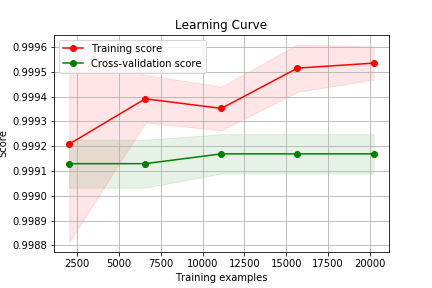 Learning Curve
0.9996
0.9995
0.9994
0.9993
0.9992
0.9991
0.9990
0.9989
0.9988
Score
Training score
Cross-validation score
2500 5000 7500 10000 12500 15000 17500 20000
Training examples